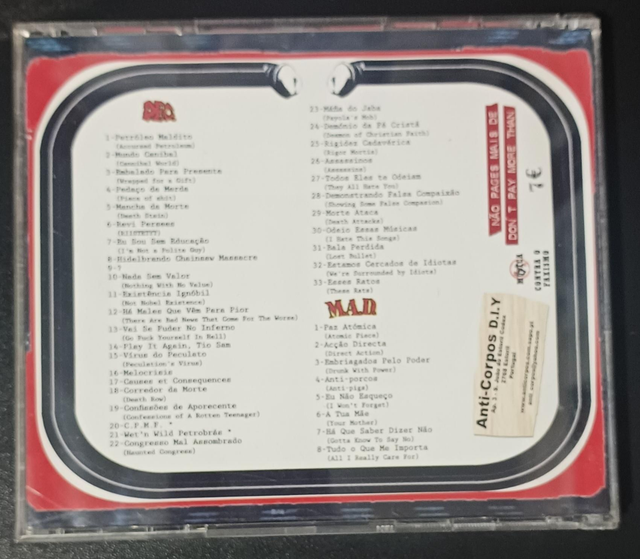 1-Petróleo Maldito
(Accursed Petroleum)
2-Mundo Canibal
(Cannibal World)
3-Embalado Para Presente
(Wrapped for a Gift)
4-Pedaço da Merda
(Piece of shit)
5-Mancha da Morte
(Death Stain)
6-Revi Perezes
7-Eu Sou Sem Educação
(I'm Not a Polite Boy)
8-Hidelbrando Chainsaw Massacre
9-?
10-Nada Sem Valor
(Nothing With No Value)
11-Existência Ignóbil
(Not Nobel Existence)
12-Há Males Que Vêm Para Pior
(There Are Bad News That Come For The Worse)
13-Vai Se Fuder No Inferno
(Go Fuck Yourself In Hell)
14-Play It Again, Tio Sam
15-Vírus do Peculato
(Peculation's Virus)
16-Melocrisis
17-Causes et Consequences
18-Corredor da Morte
(Death Row)
19-Confissões de Aporecente
(Confessions of A Rotten Teenager)
20-C.P.M.F. *
21-Wet'n Wild Petrobrás *
22-Congresso Mal Assombrado
(Haunted Congress)
23-Máfia do Jaba
(Payola's Mob)
24-Demônio da Fé Cristã
(Deamon of Christian Faith)
25-Rigidez Cadavérica
(Rigor Mortis)
26-Assassinos
(Assassins)
27-Todos Eles te Odeiam
(They All Hate You)
28-Demonstrando Falsa Compaixão
(Showing Some False Compasion)
29-Morte Ataca
(Death Attacks)
30-Odeio Essas Músicas
(I Hate This Songs)
31-Bala Perdida
(Lost Bullet)
32-Estamos Cercados de Idiotas
(We're Surrounded by Idiots)
33-Esses Ratos
(These Rats)
M.A.D
1-Paz Atómica
(Atomic Piece)
2-Acção Directa
(Direct Action)
3-Embriagados Pelo Poder
(Drunk With Power)
4-Anti-porcos
(Anti-pigs)
5-Eu Não Esqueço
(I Won't Forget)
6-A Tua Mãe
(Your Mother)
7-Há Que Saber Dizer Não
(Gotta Know To Say No)
8-Tudo o Que Me Importa
(All I Really Care For)
NÃO PAGES MAIS DE
DON´T PAY MORE THAN
7€
MÚSICA
CONTRA O
FAXISMO
Anti-Corpos D.I.Y
Portugal